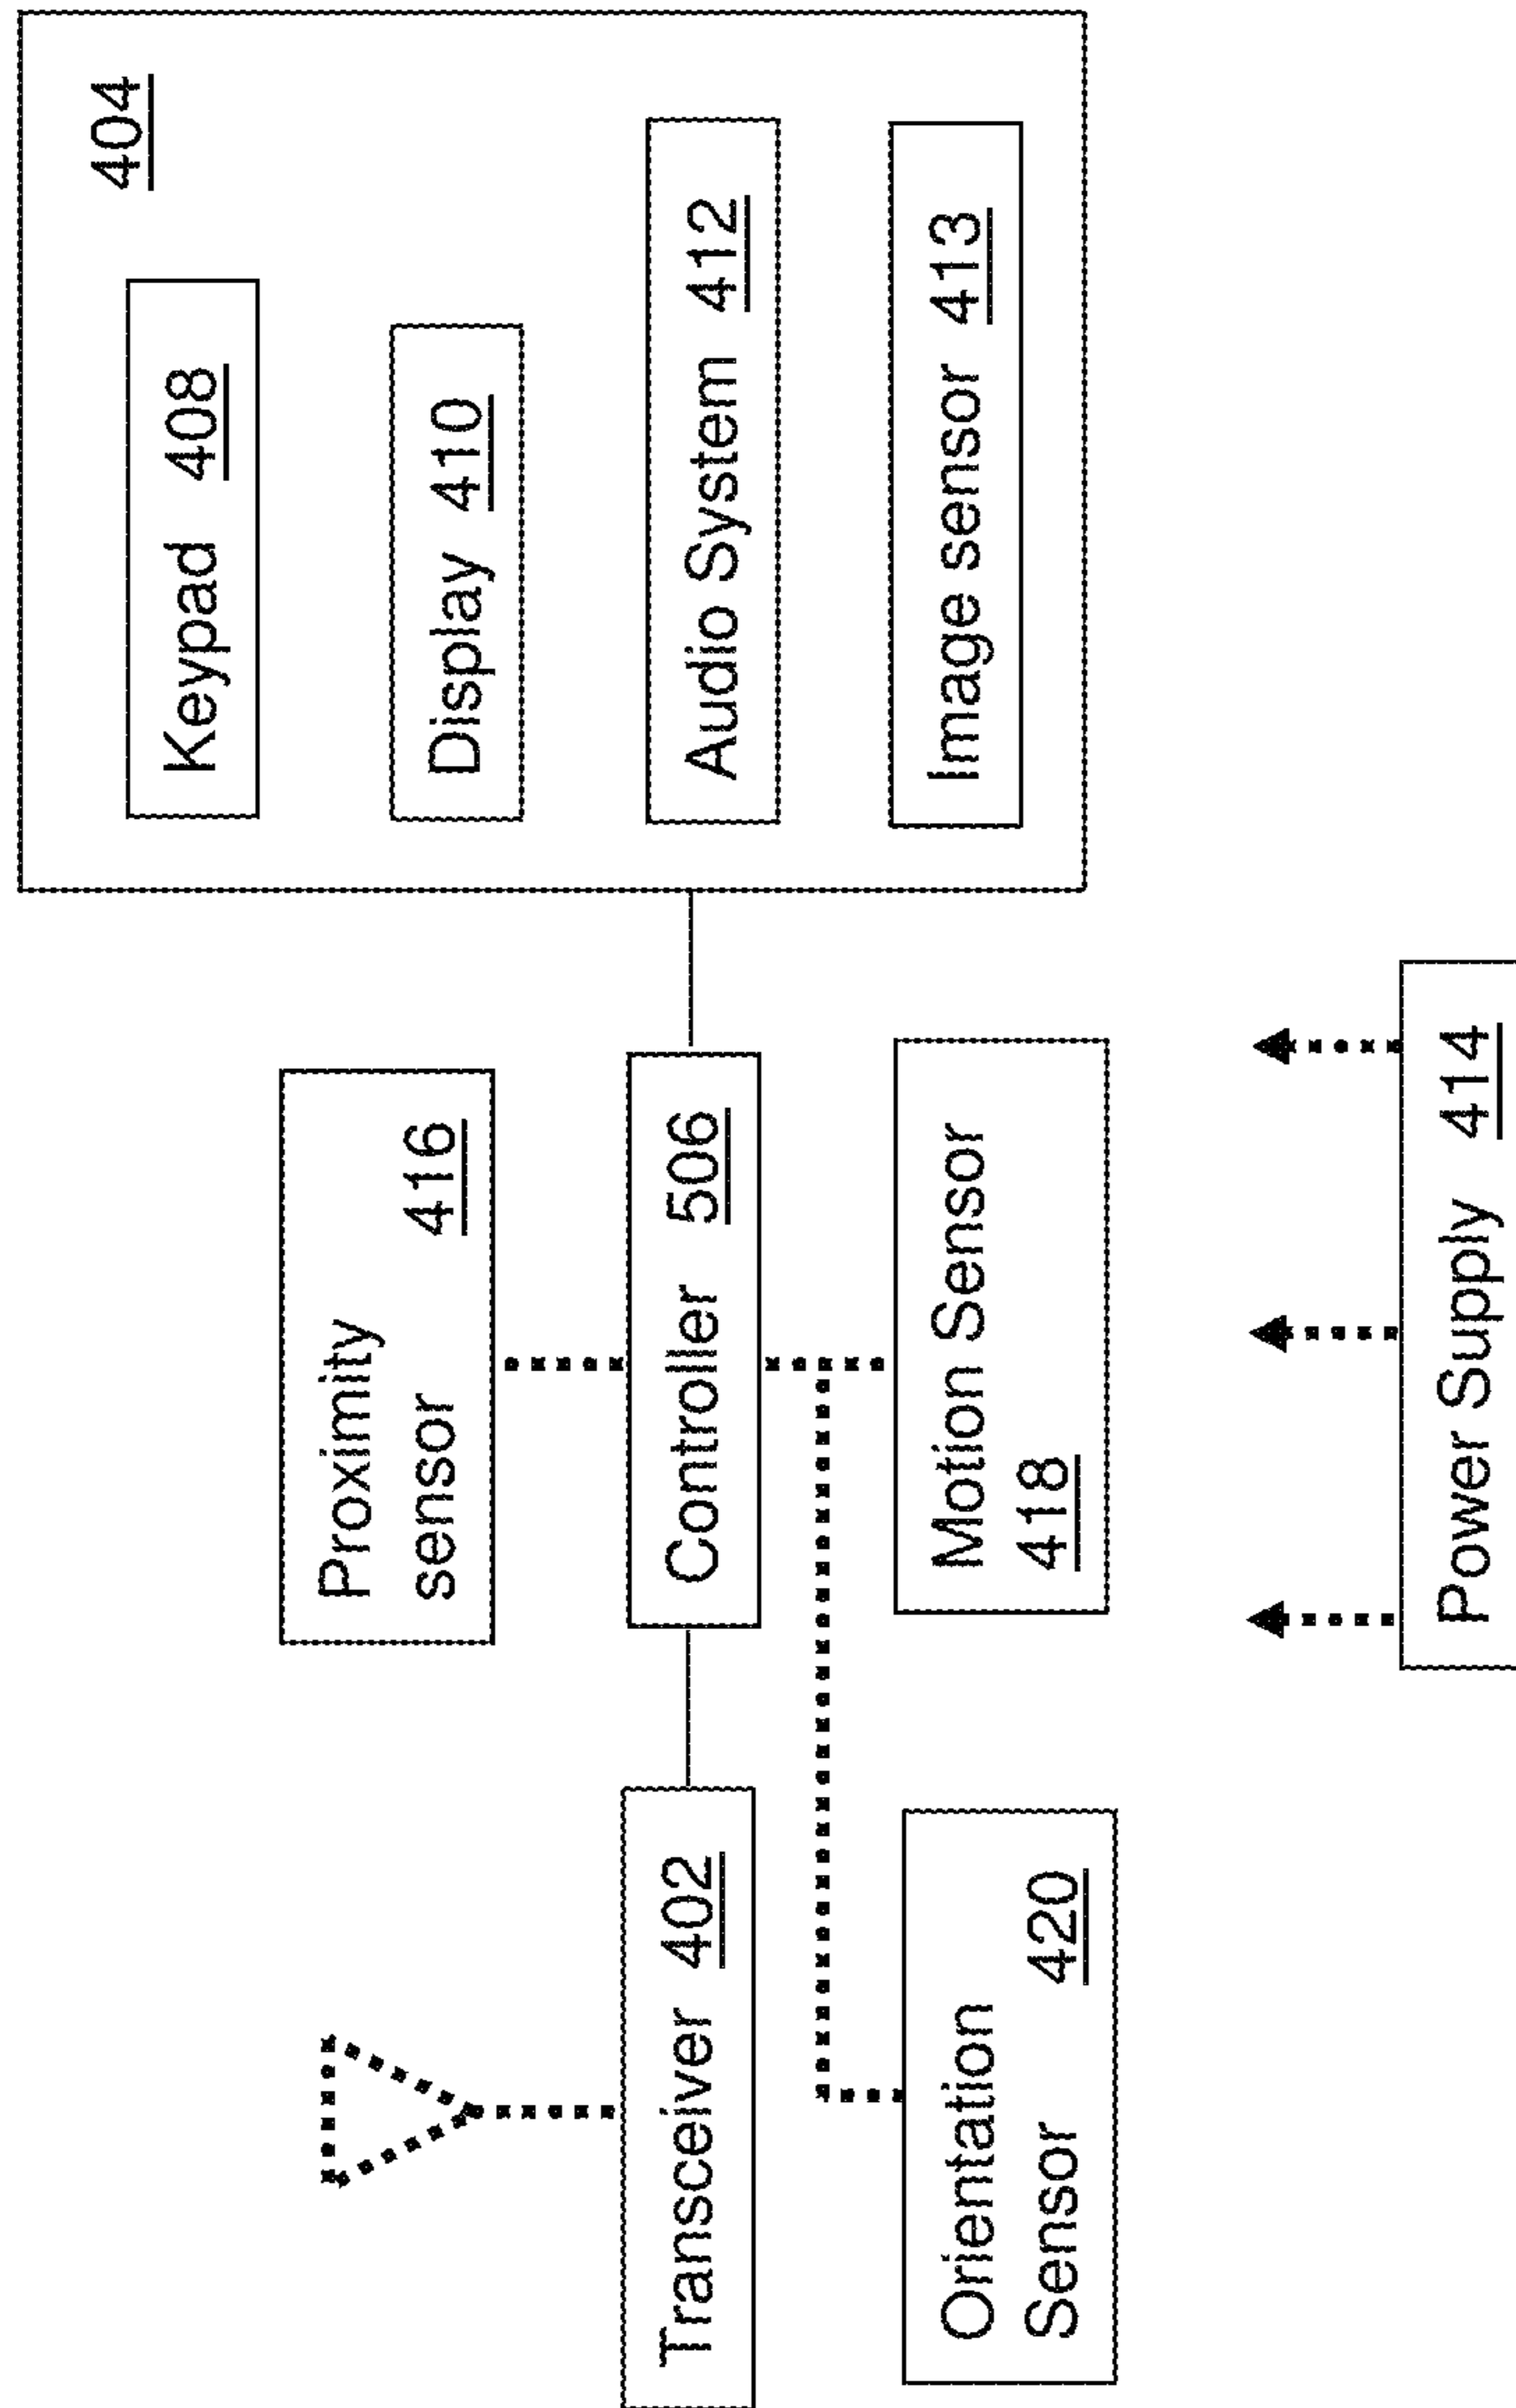 404
Keypad 408
Display 410
Audio System 412
Image sensor 413
Proximity
sensor 416
Controller 506
Motion Sensor
418
Transceiver 402
Orientation
Sensor 420
Power Supply 414